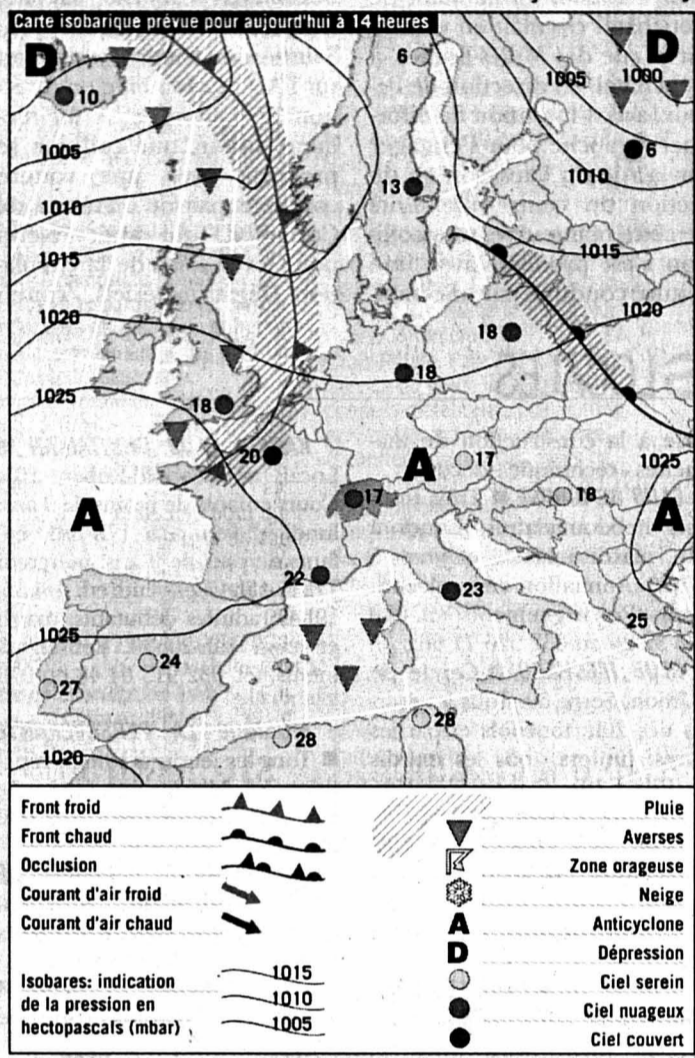 Carte isobarique prévue pour aujourd'hui à 14 heures
D
D
6
1005
1000
10
6
1005
13
1010
1010
1015
1015
1020
1020
18
18
1025
18
20
A
17
1025
A
17
18
A
22
23
25
1025
24
27
28
28
1020
Front froid
Front chaud
Occlusion
Courant d'air froid
Courant d'air chaud
Isobares: indication
de la pression en
hectopascals (mbar)
1015
1010
1005
Pluie
Averses
Zone orageuse
Neige
A Anticyclone
D Dépression
Ciel serein
Ciel nuageux
Ciel couvert